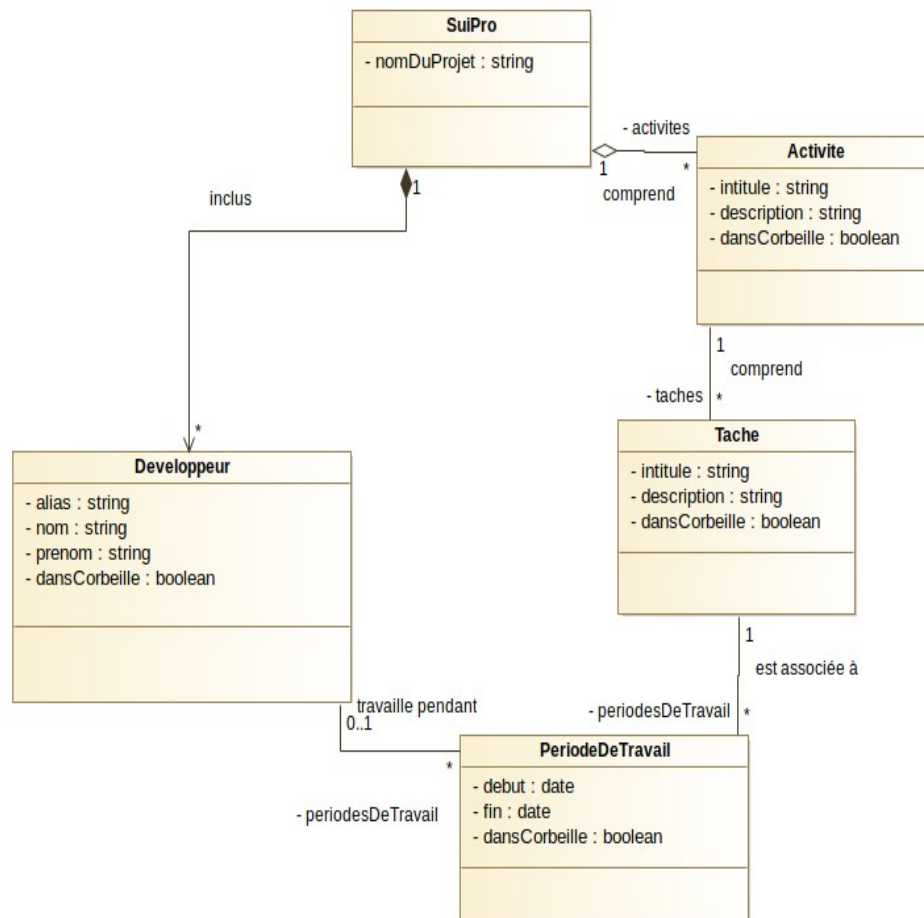 SuiPro
- nomDuProjet : string
1
inclus
*
- activites
1
*
comprend
Activite
- intitule : string
- description : string
- dansCorbeille : boolean
1
comprend
- taches
*
Tache
- intitule : string
- description : string
- dansCorbeille : boolean
1
est associée à
- periodesDeTravail
*
Developpeur
- alias : string
- nom : string
- prenom : string
- dansCorbeille : boolean
travaille pendant
0..1
*
- periodesDeTravail
PeriodeDeTravail
- debut : date
- fin : date
- dansCorbeille : boolean